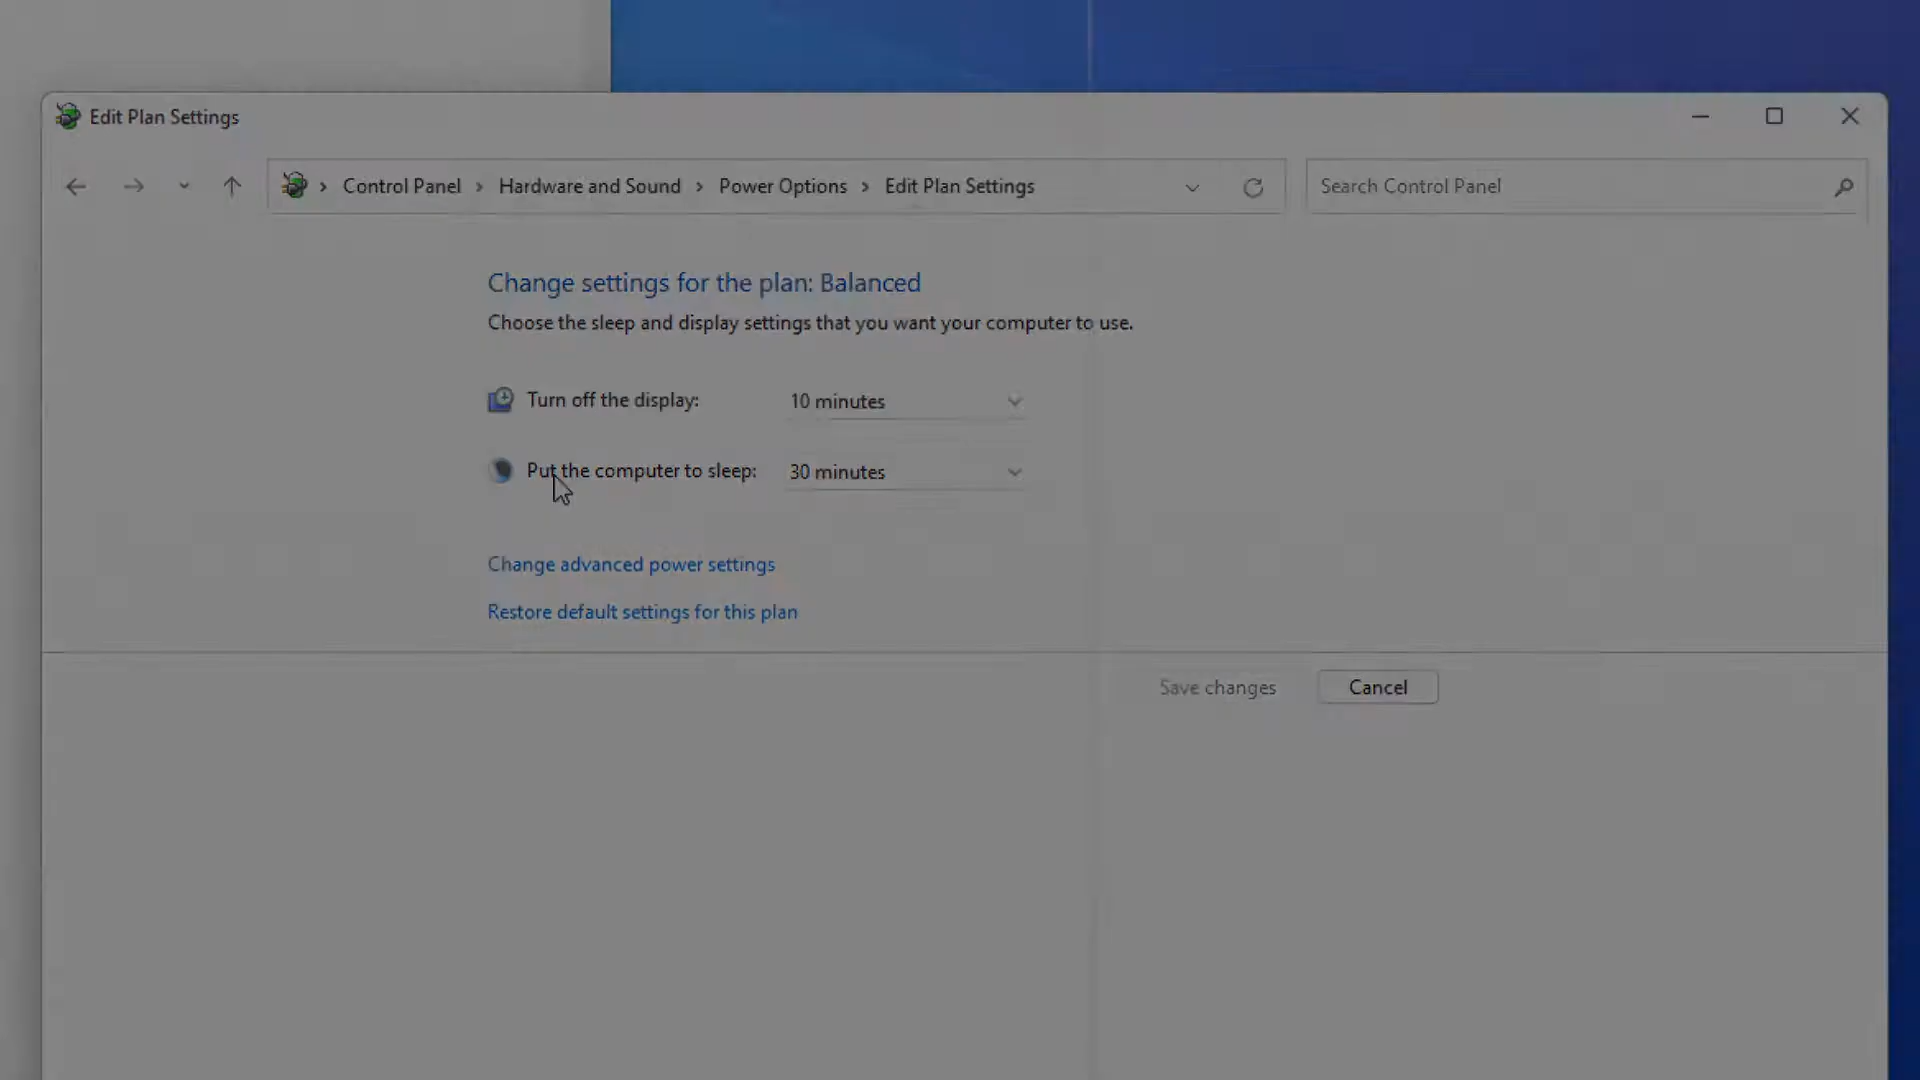 Edit Plan Settings
Control Panel > Hardware and Sound > Power Options > Edit Plan Settings
Search Control Panel
Change settings for the plan: Balanced
Choose the sleep and display settings that you want your computer to use.
Turn off the display: 10 minutes
Put the computer to sleep: 30 minutes
Change advanced power settings
Restore default settings for this plan
Save changes Cancel